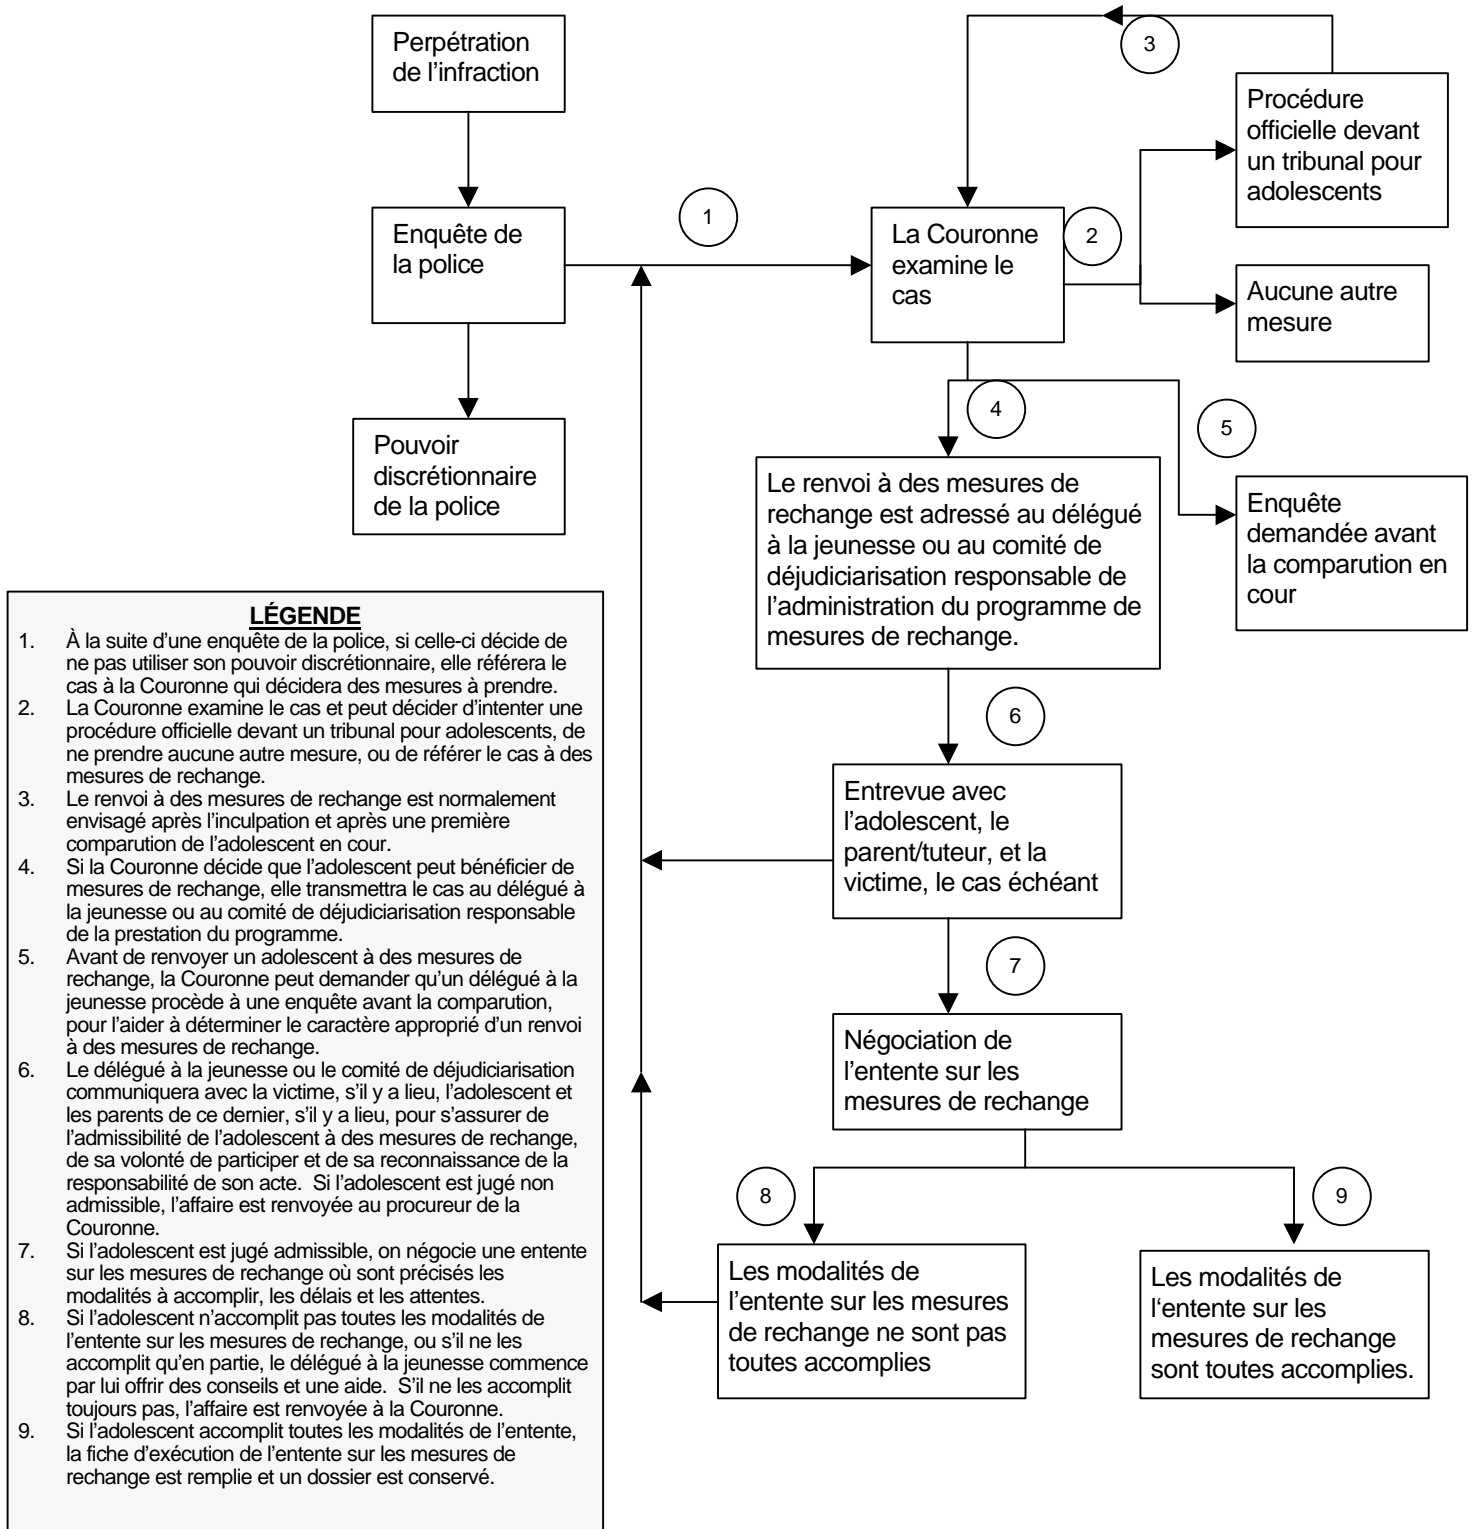 Perpétration
de l'infraction
3
Procédure
officielle devant
un tribunal pour
adolescents
Enquête de
la police
1
La Couronne
examine le
cas
2
Aucune autre
mesure
Pouvoir
discrétionnaire
de la police
4
5
Le renvoi à des mesures de
rechange est adressé au délégué
à la jeunesse ou au comité de
déjudiciarisation responsable de
l'administration du programme de
mesures de rechange.
Enquête
demandée avant
la comparution en
cour
6
Entrevue avec
l'adolescent, le
parent/tuteur, et la
victime, le cas échéant
7
Négociation de
l'entente sur les
mesures de rechange
8
9
Les modalités de
l'entente sur les mesures
de rechange ne sont pas
toutes accomplies
Les modalités de
l'entente sur les
mesures de rechange
sont toutes accomplies.
LÉGENDE
1. À la suite d'une enquête de la police, si celle-ci décide de
ne pas utiliser son pouvoir discrétionnaire, elle référera le
cas à la Couronne qui décidera des mesures à prendre.
2. La Couronne examine le cas et peut décider d'intenter une
procédure officielle devant un tribunal pour adolescents, de
ne prendre aucune autre mesure, ou de référer le cas à des
mesures de rechange.
3. Le renvoi à des mesures de rechange est normalement
envisagé après l'inculpation et après une première
comparution de l'adolescent en cour.
4. Si la Couronne décide que l'adolescent peut bénéficier de
mesures de rechange, elle transmettra le cas au délégué à
la jeunesse ou au comité de déjudiciarisation responsable
de la prestation du programme.
5. Avant de renvoyer un adolescent à des mesures de
rechange, la Couronne peut demander qu'un délégué à la
jeunesse procède à une enquête avant la comparution,
pour l'aider à déterminer le caractère approprié d'un renvoi
à des mesures de rechange.
6. Le délégué à la jeunesse ou le comité de déjudiciarisation
communiquera avec la victime, s'il y a lieu, l'adolescent et
les parents de ce dernier, s'il y a lieu, pour s'assurer de
l'admissibilité de l'adolescent à des mesures de rechange,
de sa volonté de participer et de sa reconnaissance de la
responsabilité de son acte.  Si l'adolescent est jugé non
admissible, l'affaire est renvoyée au procureur de la
Couronne.
7. Si l'adolescent est jugé admissible, on négocie une entente
sur les mesures de rechange où sont précisés les
modalités à accomplir, les délais et les attentes.
8. Si l'adolescent n'accomplit pas toutes les modalités de
l'entente sur les mesures de rechange, ou s'il ne les
accomplit qu'en partie, le délégué à la jeunesse commence
par lui offrir des conseils et une aide.  S'il ne les accomplit
toujours pas, l'affaire est renvoyée à la Couronne.
9. Si l'adolescent accomplit toutes les modalités de l'entente,
la fiche d'exécution de l'entente sur les mesures de
rechange est remplie et un dossier est conservé.